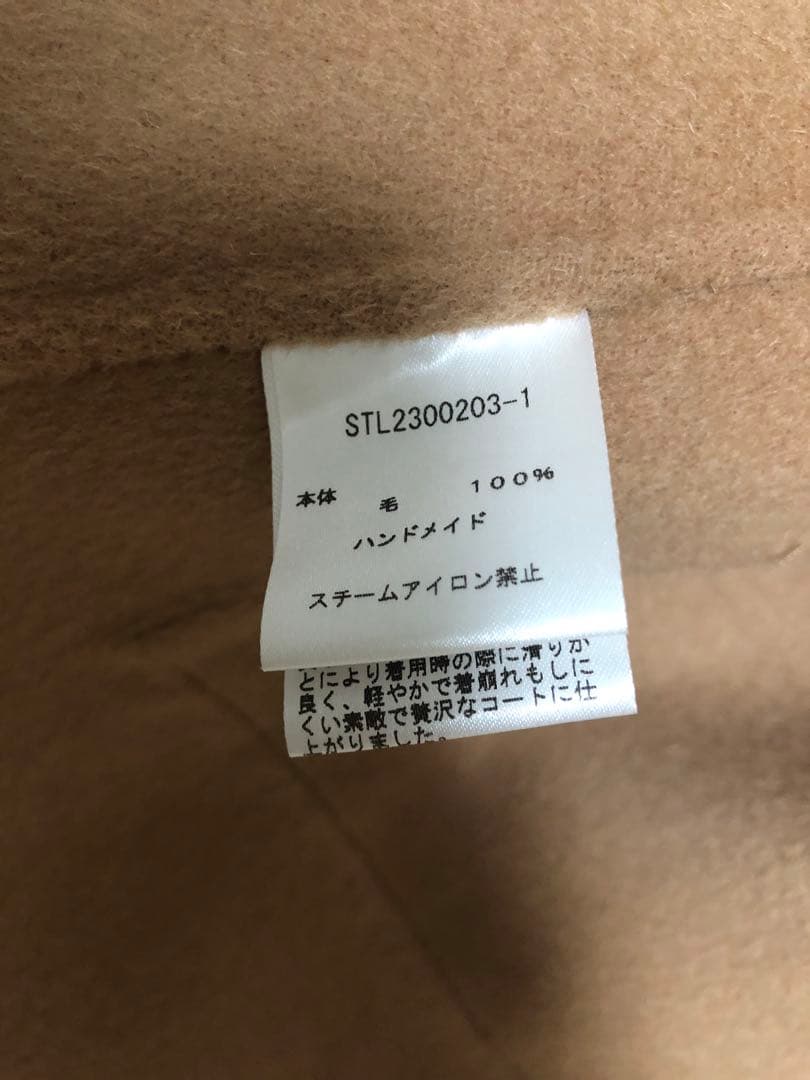 STL2300203-1
本体 毛 100%
ハンドメイド
スチームアイロン禁止
とにより着用時の際に滑りが
良く、軽やかで着崩れもしに
くい素敵で贅沢なコートに仕
上がりました。